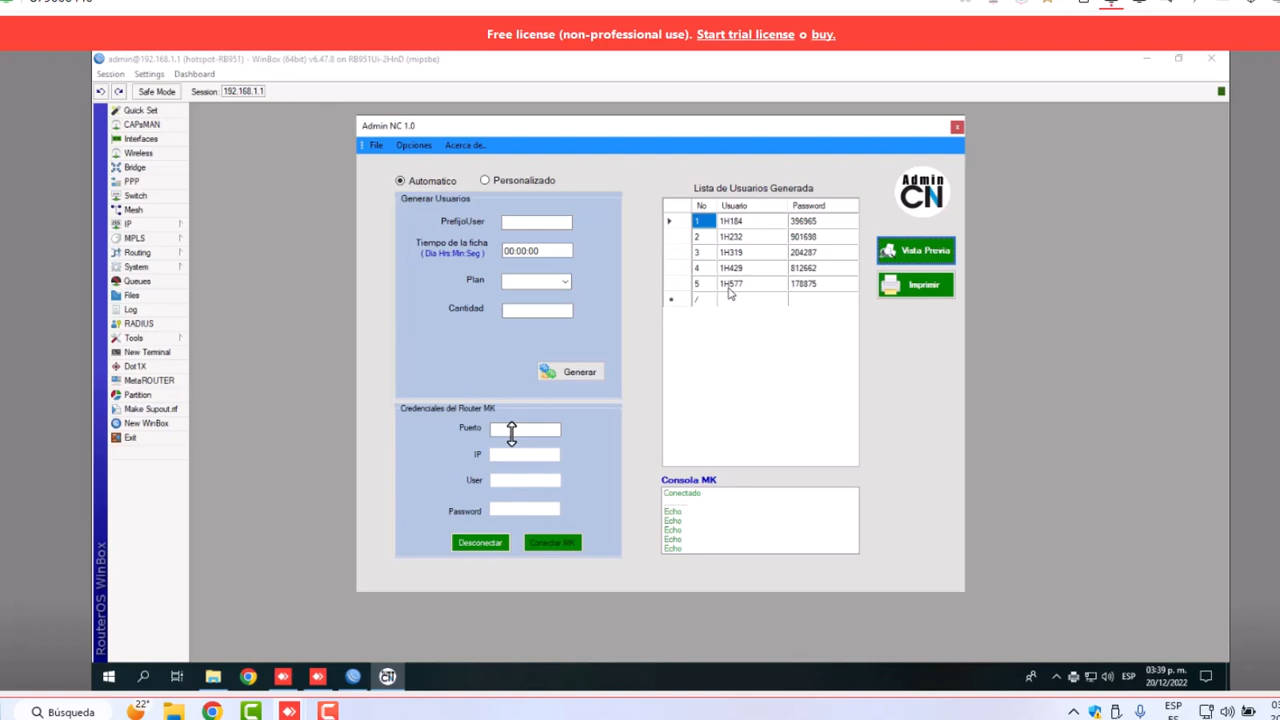 Free license (non-professional use). Start trial license o buy.
admin@192.168.1.1 (hotspot-RB951) - WinBox (64bit) v6.47.8 on RB951Ui-2HnD (mipsbe)
Session Settings Dashboard
Safe Mode Session: 192.168.1.1
Quick Set
CAPsMAN
Interfaces
Wireless
Bridge
PPP
Switch
Mesh
IP
MPLS
Routing
System
Queues
Files
Log
RADIUS
Tools
New Terminal
Dot1X
MetaROUTER
Partition
Make Supout.rif
New WinBox
Exit
RouterOS WinBox
Admin NC 1.0
x
File Opciones Acerca de..
Automatico Personalizado
Generar Usuarios
PrefijoUser
Tiempo de la ficha 00:00:00
( Dia Hrs:Min:Seg )
Plan
Cantidad
Generar
Credenciales del Router MK
Puerto
IP
User
Password
Desconectar Conectar MK
Lista de Usuarios Generada
No Usuario Password
1 1H184 396965
2 1H232 901698
3 1H319 204287
4 1H429 812662
5 1H577 178875
* /
Consola MK
Conectado
Echo
Echo
Echo
Echo
Echo
Admin
CN
Vista Previa
Imprimir
CN
ESP
03:39 p. m.
20/12/2022
Búsqueda
22°
ESP